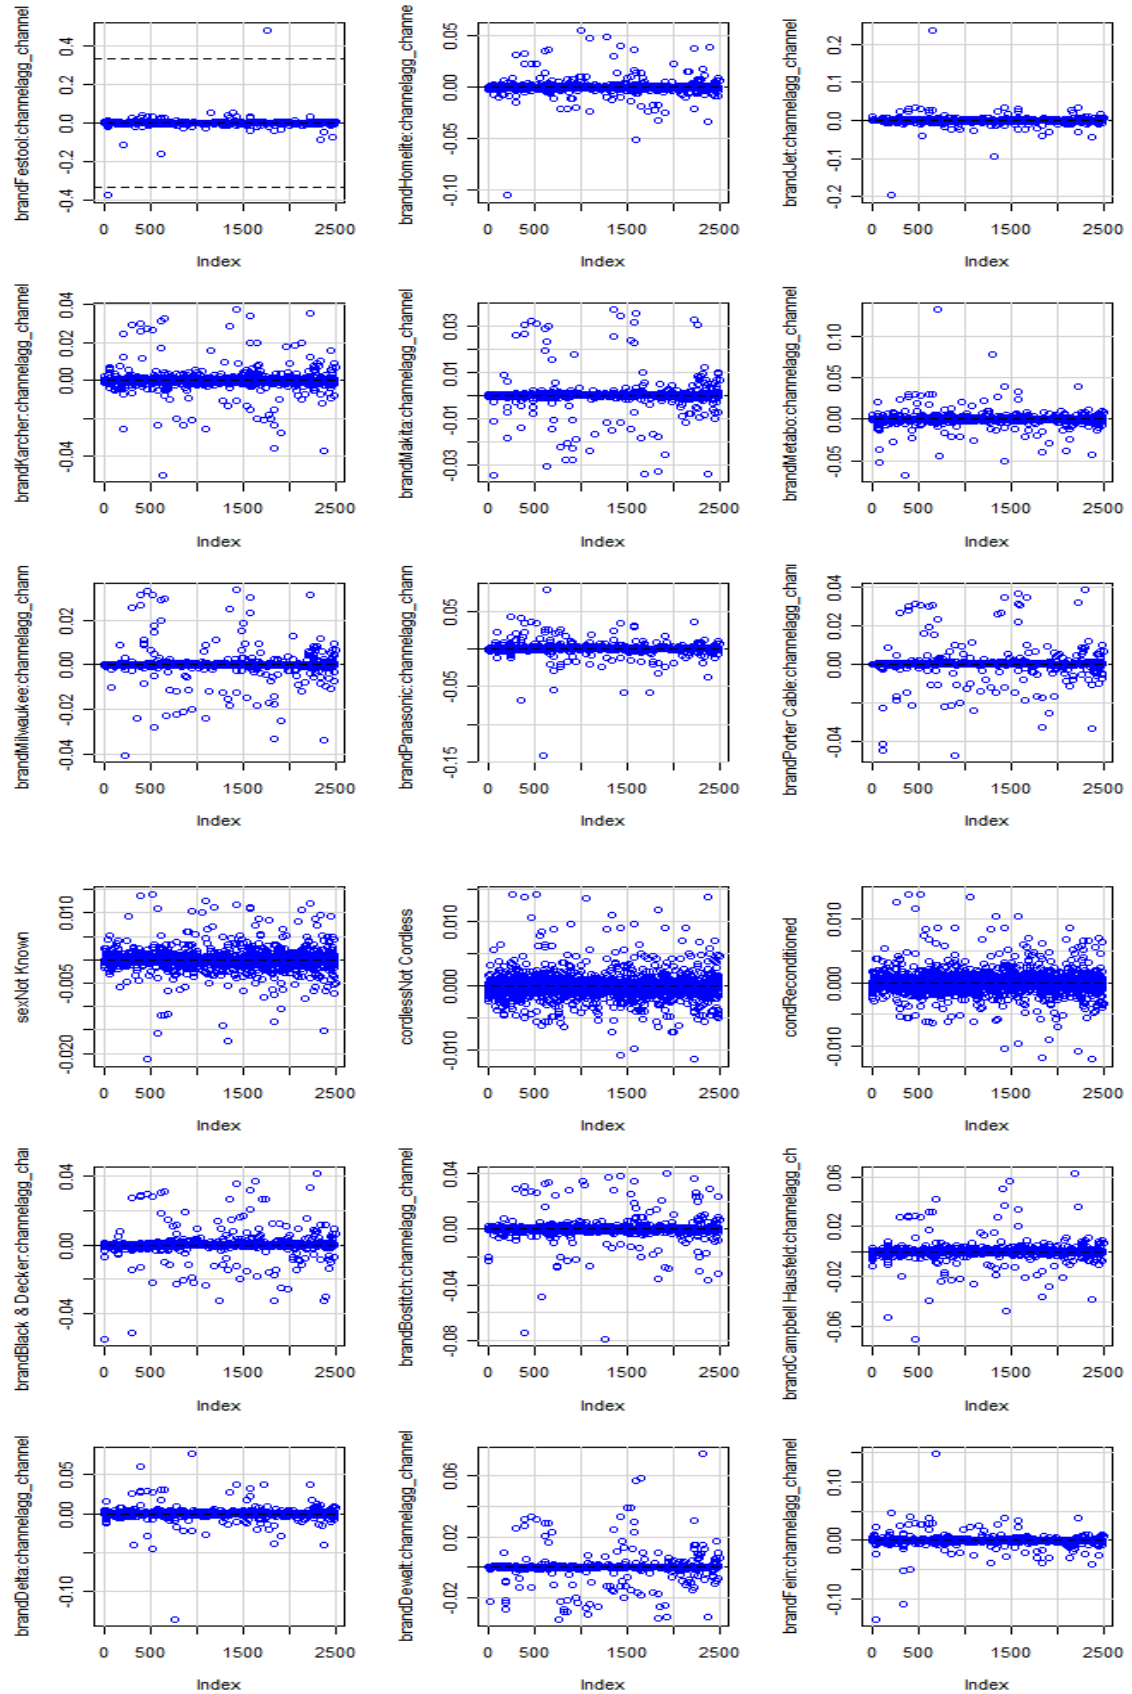 brandFestool:channelagg_channel
0.4
0.2
0.0
-0.2
-0.4
0 500 1500 2500
Index
brandHomelite:channelagg_channe
0.05
0.00
-0.05
-0.10
0 500 1500 2500
Index
brandJet:channelagg_channel
0.2
0.0
-0.1
-0.2
0 500 1500 2500
Index
brandKarcher:channelagg_channel
0.04
0.02
0.00
-0.04
0 500 1500 2500
Index
brandMakita:channelagg_channel
0.03
0.01
-0.01
-0.03
0 500 1500 2500
Index
brandMetabo:channelagg_channel
0.10
0.05
0.00
-0.05
0 500 1500 2500
Index
brandMilwaukee:channelagg_chann
0.02
0.00
-0.02
-0.04
0 500 1500 2500
Index
brandPanasonic:channelagg_chann
0.05
-0.05
-0.15
0 500 1500 2500
Index
brandPorter Cable:channelagg_chan
0.04
0.02
0.00
-0.04
0 500 1500 2500
Index
sexNot Known
0.010
-0.005
-0.020
0 500 1500 2500
Index
cordlessNot Cordless
0.010
0.000
-0.010
0 500 1500 2500
Index
condReconditioned
0.010
0.000
-0.010
0 500 1500 2500
Index
brandBlack & Decker:channelagg_cha
0.04
0.00
-0.04
0 500 1500 2500
Index
brandBostitch:channelagg_channel
0.04
0.00
-0.04
-0.08
0 500 1500 2500
Index
brandCampbell Hausfeld:channelagg_ch
0.06
0.02
-0.02
-0.06
0 500 1500 2500
Index
brandDelta:channelagg_channel
0.05
0.00
-0.10
0 500 1500 2500
Index
brandDewalt:channelagg_channel
0.06
0.02
-0.02
0 500 1500 2500
Index
brandFein:channelagg_channel
0.10
0.00
-0.10
0 500 1500 2500
Index